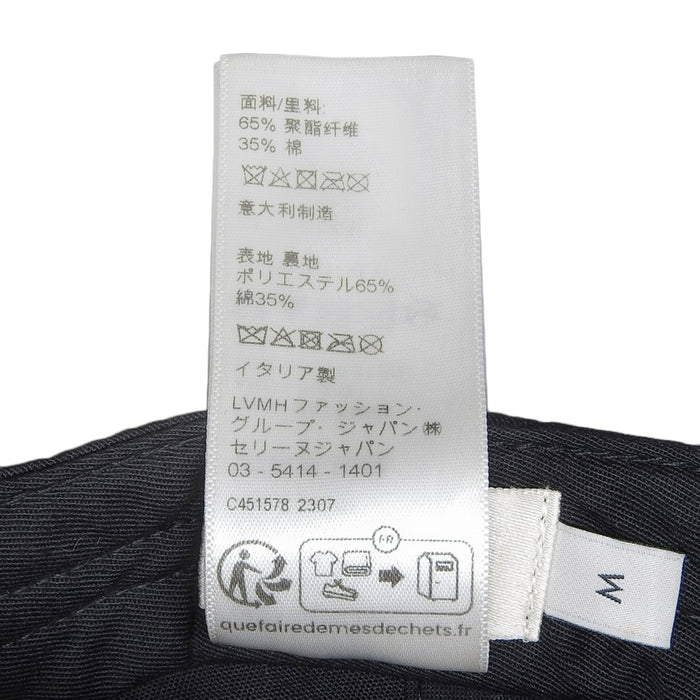 面料/里料:
65% 聚酯纤维
35% 棉
意大利制造
表地 裏地
ポリエステル65%
綿35%
イタリア製
LVMHファッション・
グループ・ジャパン㈱
セリーヌジャパン
03 - 5414 - 1401
C451578 2307
FR
quefairedemesdechets.fr
M